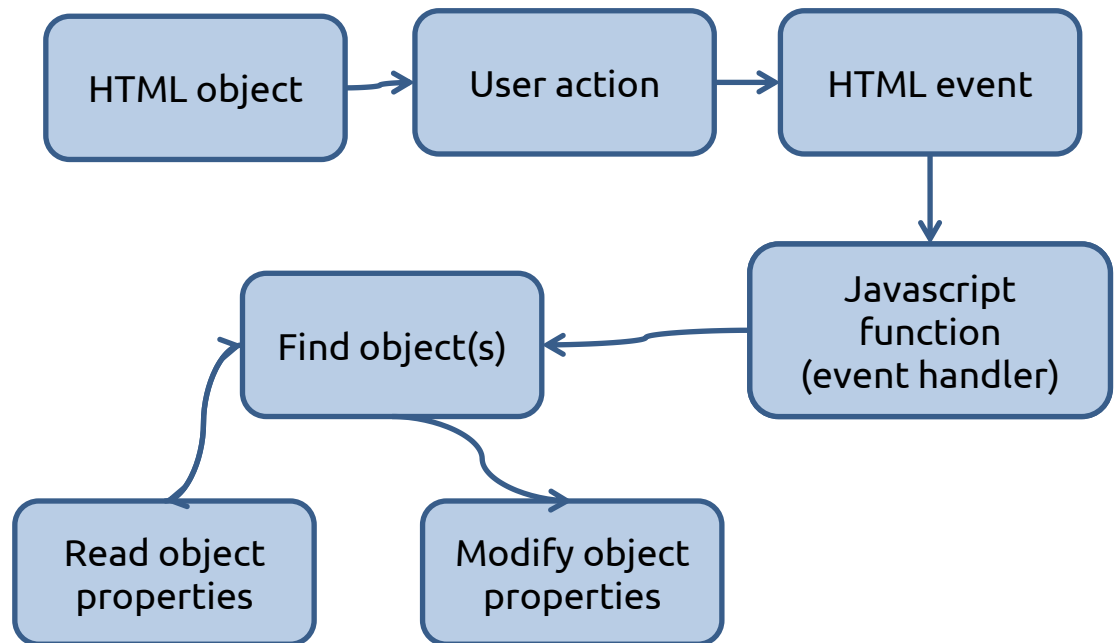 HTML object
User action
HTML event
Javascript
function
(event handler)
Find object(s)
Read object
properties
Modify object
properties